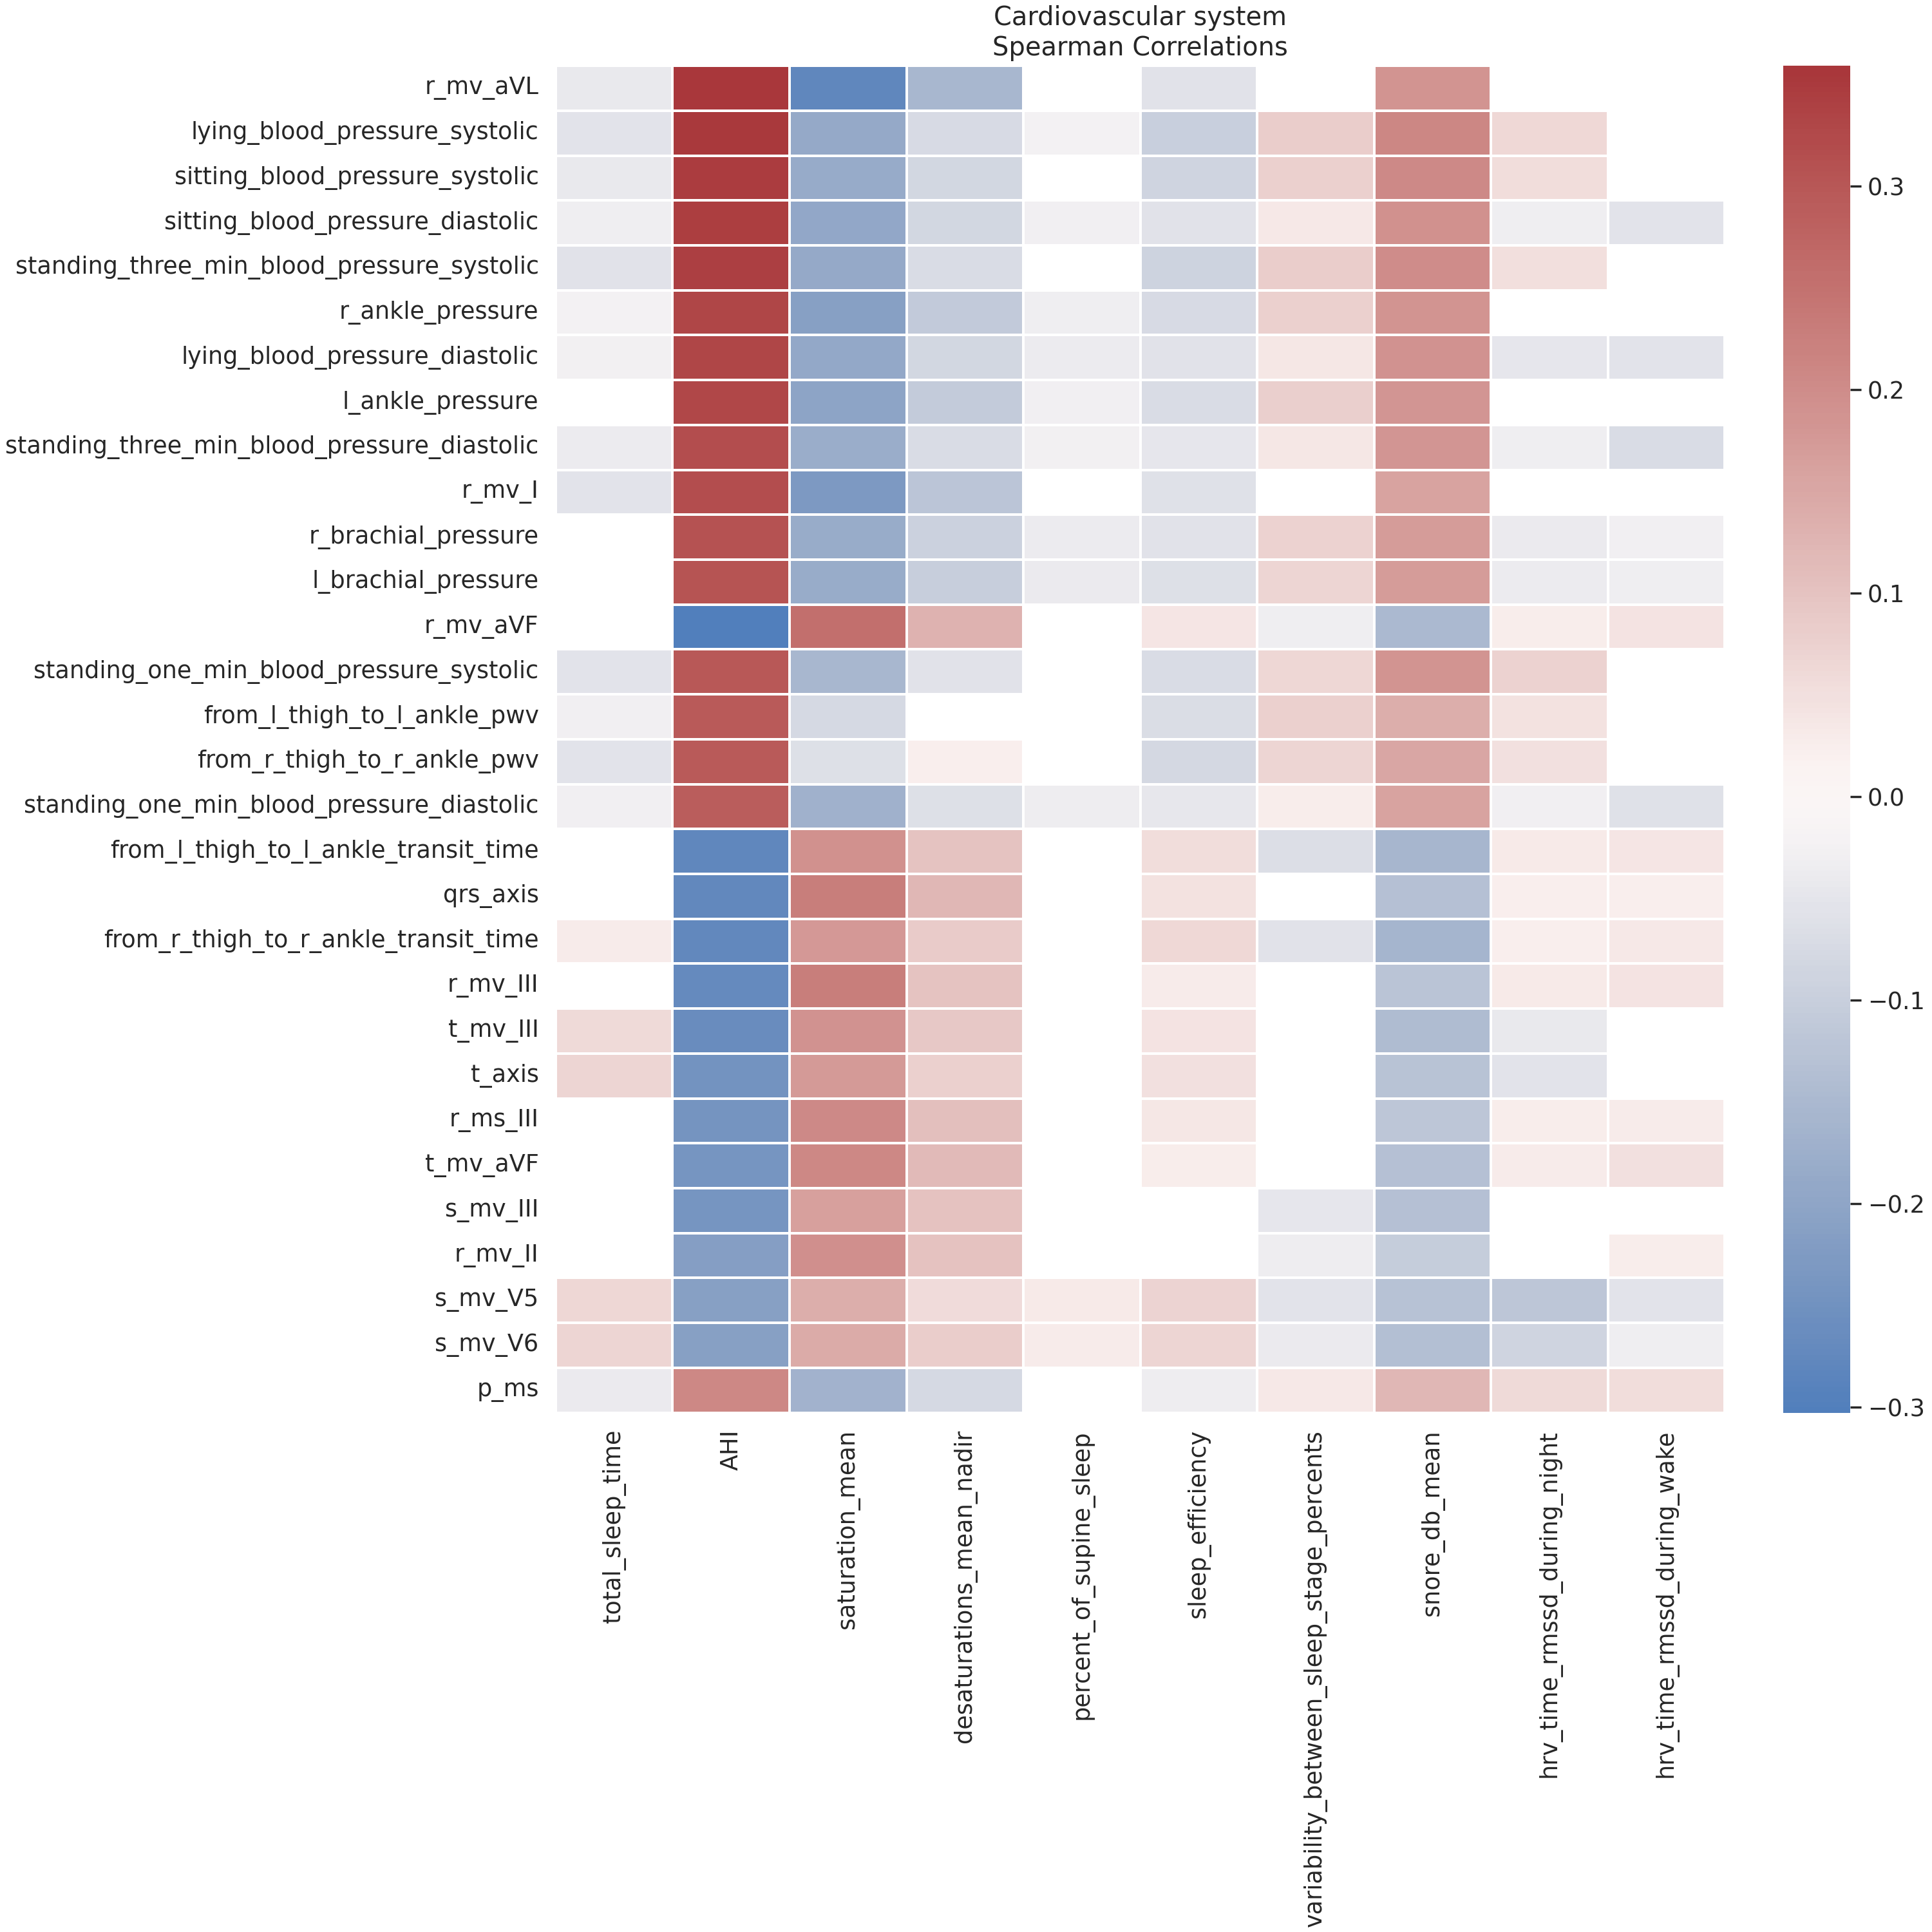 Cardiovascular system
Spearman Correlations
r_mv_aVL
lying_blood_pressure_systolic
sitting_blood_pressure_systolic
sitting_blood_pressure_diastolic
standing_three_min_blood_pressure_systolic
r_ankle_pressure
lying_blood_pressure_diastolic
l_ankle_pressure
standing_three_min_blood_pressure_diastolic
r_mv_I
r_brachial_pressure
l_brachial_pressure
r_mv_aVF
standing_one_min_blood_pressure_systolic
from_l_thigh_to_l_ankle_pwv
from_r_thigh_to_r_ankle_pwv
standing_one_min_blood_pressure_diastolic
from_l_thigh_to_l_ankle_transit_time
qrs_axis
from_r_thigh_to_r_ankle_transit_time
r_mv_III
t_mv_III
t_axis
r_ms_III
t_mv_aVF
s_mv_III
r_mv_II
s_mv_V5
s_mv_V6
p_ms
total_sleep_time
AHI
saturation_mean
desaturations_mean_nadir
percent_of_supine_sleep
sleep_efficiency
variability_between_sleep_stage_percents
snore_db_mean
hrv_time_rmssd_during_night
hrv_time_rmssd_during_wake
0.3
0.2
0.1
0.0
−0.1
−0.2
−0.3